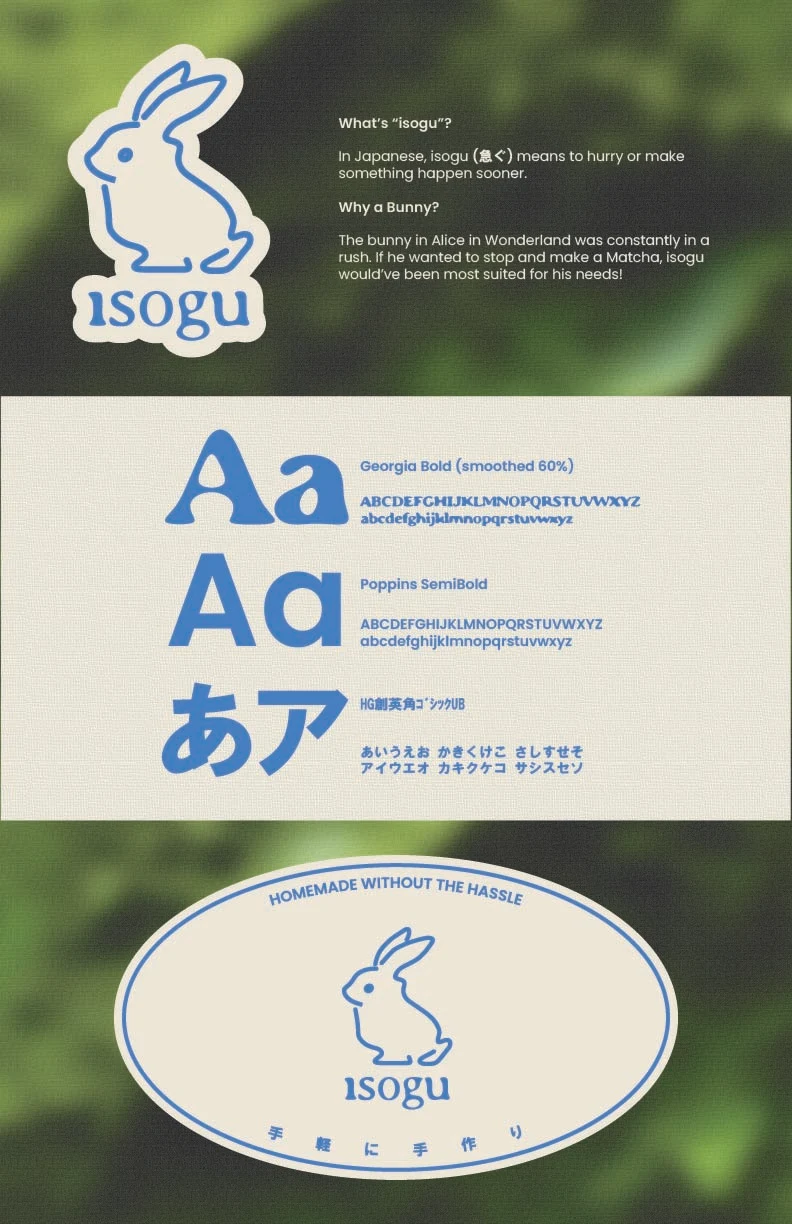 What’s “isogu”?
In Japanese, isogu (急ぐ) means to hurry or make
something happen sooner.
Why a Bunny?
The bunny in Alice in Wonderland was constantly in a
rush. If he wanted to stop and make a Matcha, isogu
would’ve been most suited for his needs!
isogu
Aa
Georgia Bold (smoothed 60%)
ABCDEFGHIJKLMNOPQRSTUVWXYZ
abcdefghijklmnopqrstuvwxyz
Aa
Poppins SemiBold
ABCDEFGHIJKLMNOPQRSTUVWXYZ
abcdefghijklmnopqrstuvwxyz
あア
HG創英角ｺﾞｼックUB
あいうえお かきくけこ さしすせそ
アイウエオ カキクケコ サシスセソ
HOMEMADE WITHOUT THE HASSLE
isogu
手軽に手作り